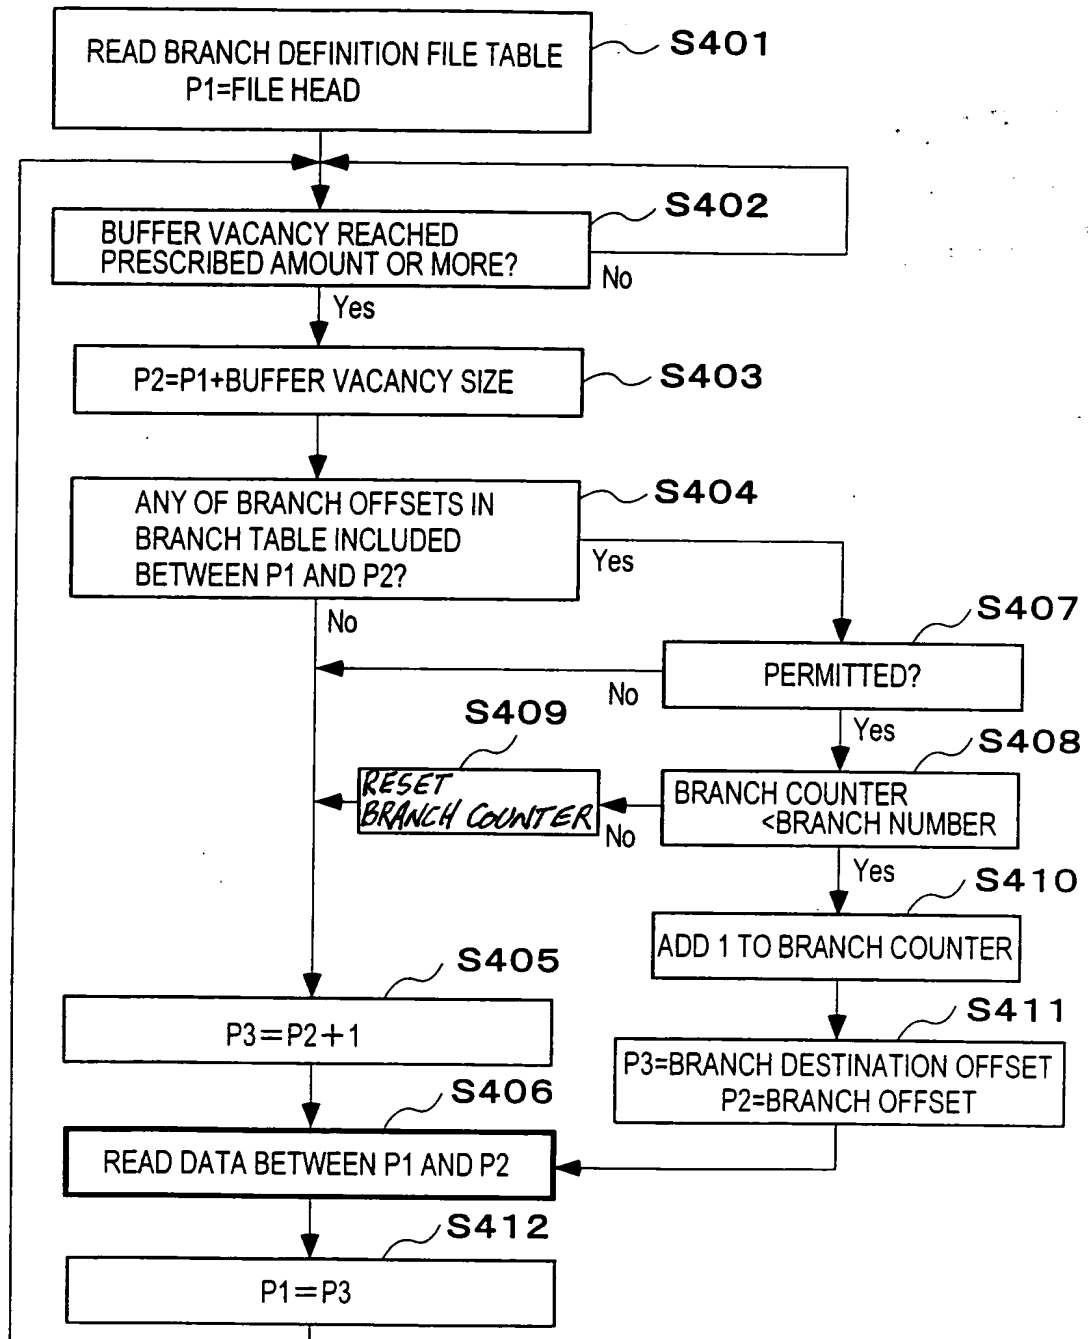 READ BRANCH DEFINITION FILE TABLE
P1=FILE HEAD
S401
BUFFER VACANCY REACHED
PRESCRIBED AMOUNT OR MORE?
S402
No
Yes
P2=P1+BUFFER VACANCY SIZE
S403
ANY OF BRANCH OFFSETS IN
BRANCH TABLE INCLUDED
BETWEEN P1 AND P2?
S404
Yes
No
S407
PERMITTED?
No
Yes
S409
RESET
BRANCH COUNTER
S408
BRANCH COUNTER
<BRANCH NUMBER
No
Yes
S410
ADD 1 TO BRANCH COUNTER
S405
P3=P2+1
S411
P3=BRANCH DESTINATION OFFSET
P2=BRANCH OFFSET
S406
READ DATA BETWEEN P1 AND P2
S412
P1=P3